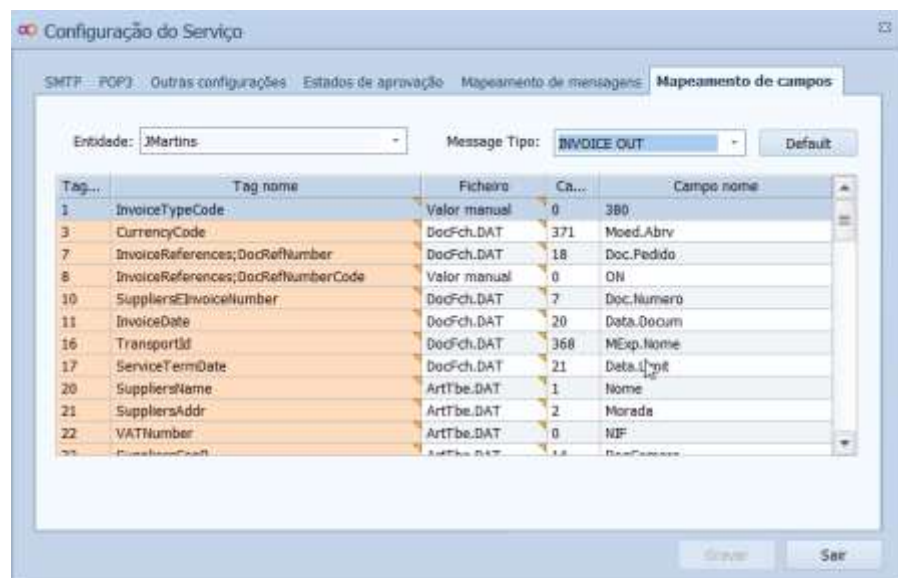 Configuração do Serviço
SMTP POP3 Outras configurações Estados de aprovação Mapeamento de mensagens Mapeamento de campos
Entidade: JMartins Message Tipo: INVOICE OUT Default
Tag... Tag nome Ficheiro Ca... Campo nome
1 InvoiceTypeCode Valor manual 0 380
3 CurrencyCode DocFch.DAT 371 Moed.Abrv
7 InvoiceReferences;DocRefNumber DocFch.DAT 18 Doc.Pedido
8 InvoiceReferences;DocRefNumberCode Valor manual 0 ON
10 SuppliersEInvoiceNumber DocFch.DAT 7 Doc.Numero
11 InvoiceDate DocFch.DAT 20 Data.Docum
16 TransportId DocFch.DAT 368 MExp.Nome
17 ServiceTermDate DocFch.DAT 21
20 SuppliersName ArtTbe.DAT 1 Nome
21 SuppliersAddr ArtTbe.DAT 2 Morada
22 VATNumber ArtTbe.DAT 0 NIF
Gravar Sair